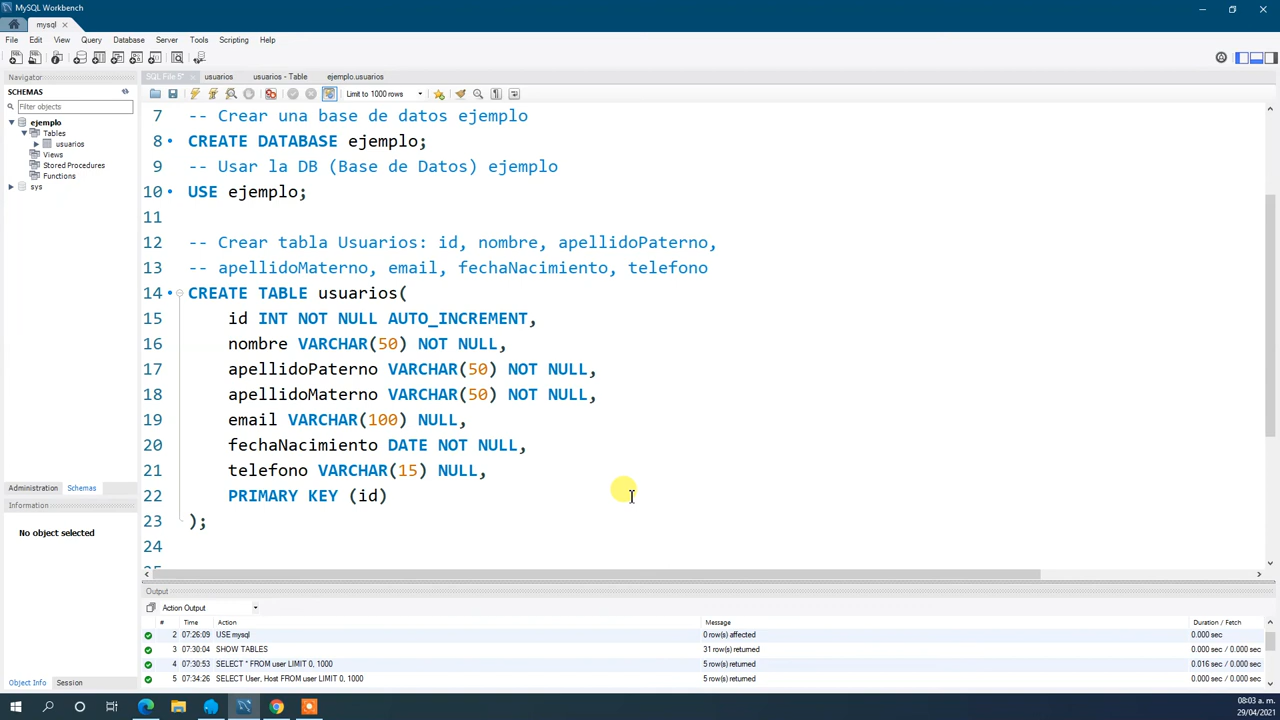 MySQL Workbench
mysql
File Edit View Query Database Server Tools Scripting Help
Navigator
SCHEMAS
Filter objects
ejemplo
Tables
usuarios
Views
Stored Procedures
Functions
sys
Administration Schemas
Information
No object selected
Object Info Session
SQL File 5* usuarios usuarios - Table ejemplo.usuarios
Limit to 1000 rows
7 -- Crear una base de datos ejemplo
8 CREATE DATABASE ejemplo;
9 -- Usar la DB (Base de Datos) ejemplo
10 USE ejemplo;
11
12 -- Crear tabla Usuarios: id, nombre, apellidoPaterno,
13 -- apellidoMaterno, email, fechaNacimiento, telefono
14 CREATE TABLE usuarios(
15 id INT NOT NULL AUTO_INCREMENT,
16 nombre VARCHAR(50) NOT NULL,
17 apellidoPaterno VARCHAR(50) NOT NULL,
18 apellidoMaterno VARCHAR(50) NOT NULL,
19 email VARCHAR(100) NULL,
20 fechaNacimiento DATE NOT NULL,
21 telefono VARCHAR(15) NULL,
22 PRIMARY KEY (id)
23 );
24
Output
Action Output
# Time Action Message Duration / Fetch
2 07:26:09 USE mysql 0 row(s) affected 0.000 sec
3 07:30:04 SHOW TABLES 31 row(s) returned 0.000 sec / 0.000 sec
4 07:30:53 SELECT * FROM user LIMIT 0, 1000 5 row(s) returned 0.016 sec / 0.000 sec
5 07:34:26 SELECT User, Host FROM user LIMIT 0, 1000 5 row(s) returned 0.000 sec / 0.000 sec
08:03 a. m.
29/04/2021